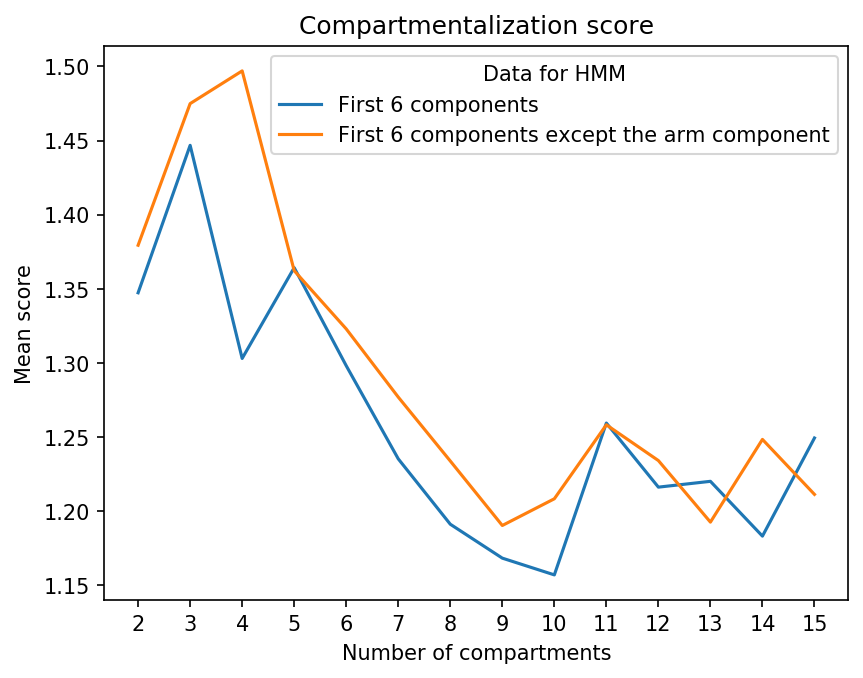 Compartmentalization score
Data for HMM
First 6 components
First 6 components except the arm component
Mean score
1.50
1.45
1.40
1.35
1.30
1.25
1.20
1.15
2 3 4 5 6 7 8 9 10 11 12 13 14 15
Number of compartments